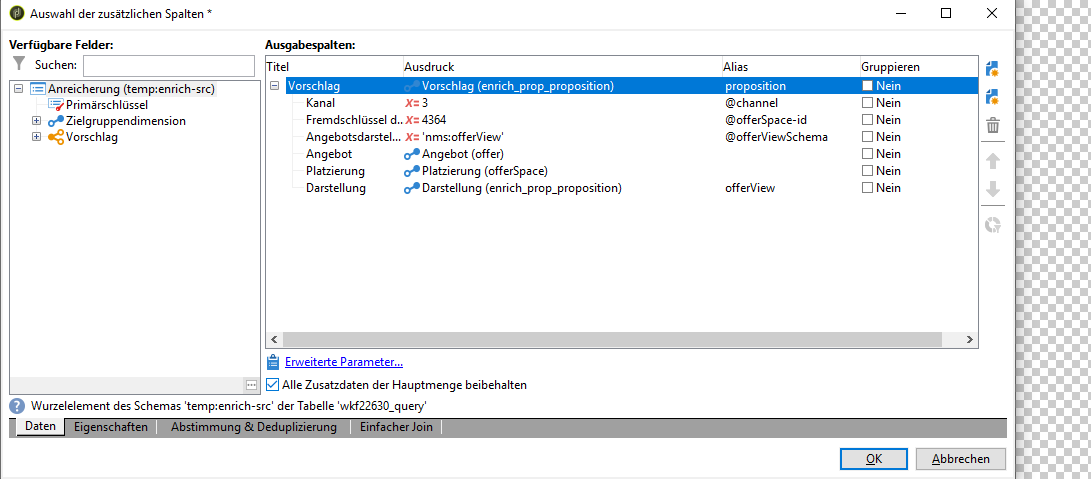 Auswahl der zusätzlichen Spalten *
Verfügbare Felder:
Suchen:
Anreicherung (temp:enrich-src)
Primärschlüssel
Zielgruppendimension
Vorschlag
Ausgabespalten:
Titel Ausdruck Alias Gruppieren
Vorschlag Vorschlag (enrich_prop_proposition) proposition Nein
Kanal X= 3 @channel Nein
Fremdschlüssel d.. X= 4364 @offerSpace-id Nein
Angebotsdarstel... X= 'nms:offerView' @offerViewSchema Nein
Angebot Angebot (offer) Nein
Platzierung Platzierung (offerSpace) Nein
Darstellung Darstellung (enrich_prop_proposition) offerView Nein
Erweiterte Parameter...
Alle Zusatzdaten der Hauptmenge beibehalten
? Wurzelelement des Schemas 'temp:enrich-src' der Tabelle 'wkf22630_query'
Daten Eigenschaften Abstimmung & Deduplizierung Einfacher Join
OK Abbrechen